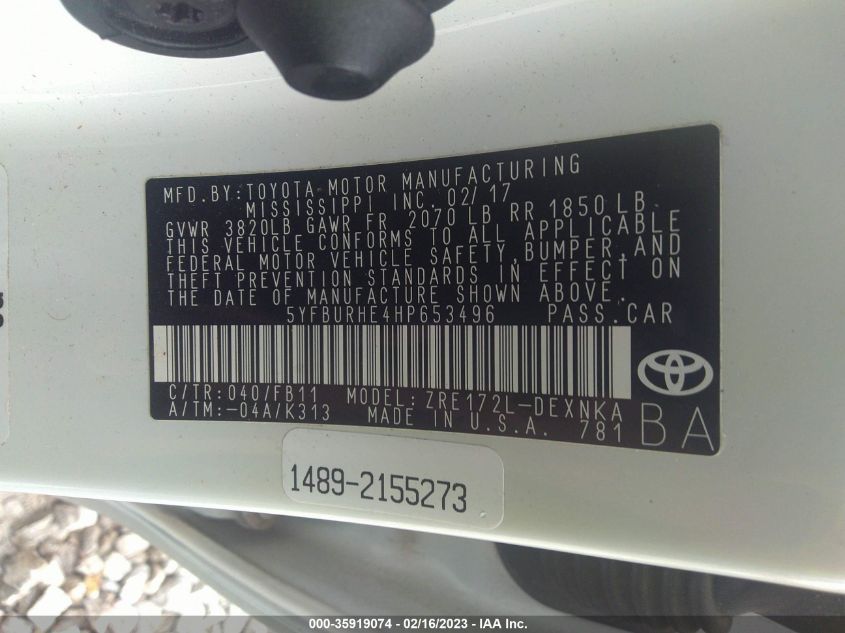 MFD. BY: TOYOTA MOTOR MANUFACTURING
MISSISSIPPI INC. 02/17
GVWR 3820LB GAWR FR 2070 LB RR 1850 LB
THIS VEHICLE CONFORMS TO ALL APPLICABLE
FEDERAL MOTOR VEHICLE SAFETY, BUMPER, AND
THEFT PREVENTION STANDARDS IN EFFECT ON
THE DATE OF MANUFACTURE SHOWN ABOVE.
5YFBURHE4HP653496 PASS. CAR
C/TR: 040/FB11 MODEL: ZRE172L-DEXNKA
A/TM: -04A/K313 MADE IN U.S.A. 781
BA
1489-2155273
000-35919074 - 02/16/2023 - IAA Inc.